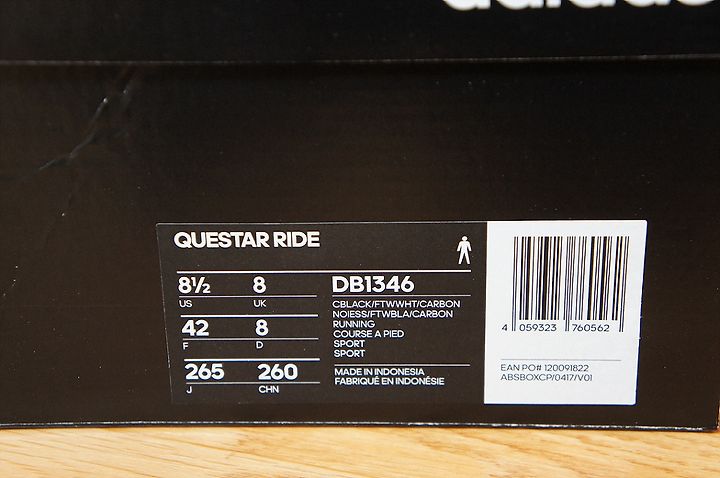 adidas
QUESTAR RIDE
8½ 8
US UK
42 8
F D
265 260
J CHN
DB1346
CBLACK/FTWWHT/CARBON
NOIESS/FTWBLA/CARBON
RUNNING
COURSE A PIED
SPORT
SPORT
MADE IN INDONESIA
FABRIQUÉ EN INDONÉSIE
4 059323 760562
EAN PO# 120091822
ABSBOXCP/0417/V01